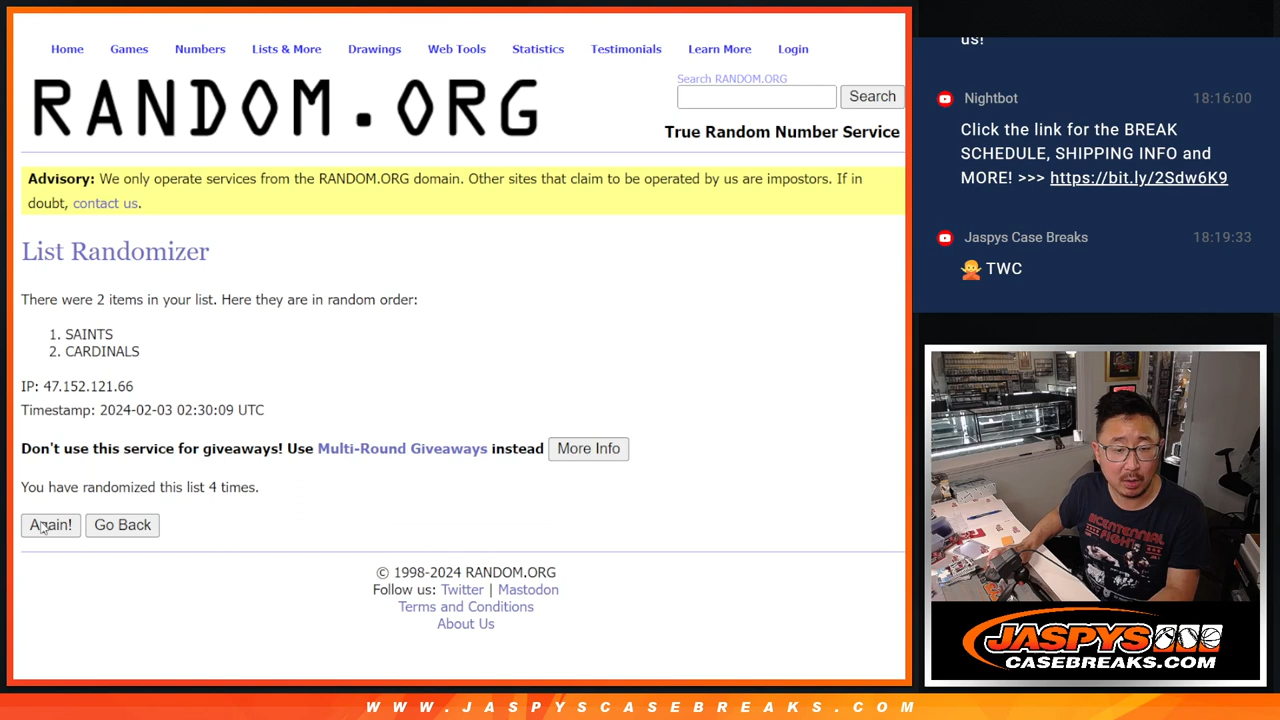 Home Games Numbers Lists & More Drawings Web Tools Statistics Testimonials Learn More Login
RANDOM.ORG
Search RANDOM.ORG
Search
True Random Number Service
Advisory: We only operate services from the RANDOM.ORG domain. Other sites that claim to be operated by us are impostors. If in
doubt, contact us.
List Randomizer
There were 2 items in your list. Here they are in random order:
1. SAINTS
2. CARDINALS
IP: 47.152.121.66
Timestamp: 2024-02-03 02:30:09 UTC
Don't use this service for giveaways! Use Multi-Round Giveaways instead More Info
You have randomized this list 4 times.
Again! Go Back
© 1998-2024 RANDOM.ORG
Follow us: Twitter | Mastodon
Terms and Conditions
About Us
us!
Nightbot 18:16:00
Click the link for the BREAK
SCHEDULE, SHIPPING INFO and
MORE! >>> https://bit.ly/2Sdw6K9
Jaspys Case Breaks 18:19:33
TWC
BICENTENNIAL
FIGHT
JASPYS
CASEBREAKS.COM
WWW.JASPYSCASEBREAKS.COM